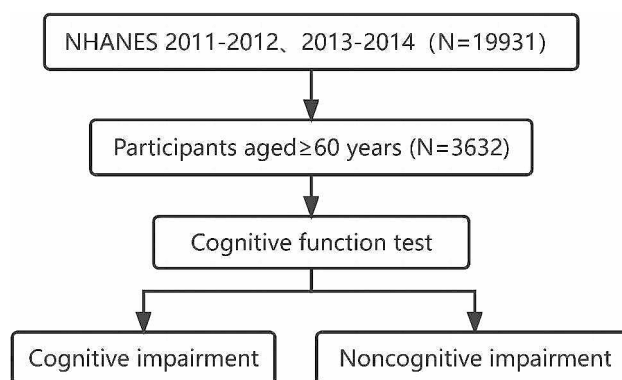 NHANES 2011-2012、2013-2014 (N=19931)
Participants aged≥60 years (N=3632)
Cognitive function test
Cognitive impairment
Noncognitive impairment